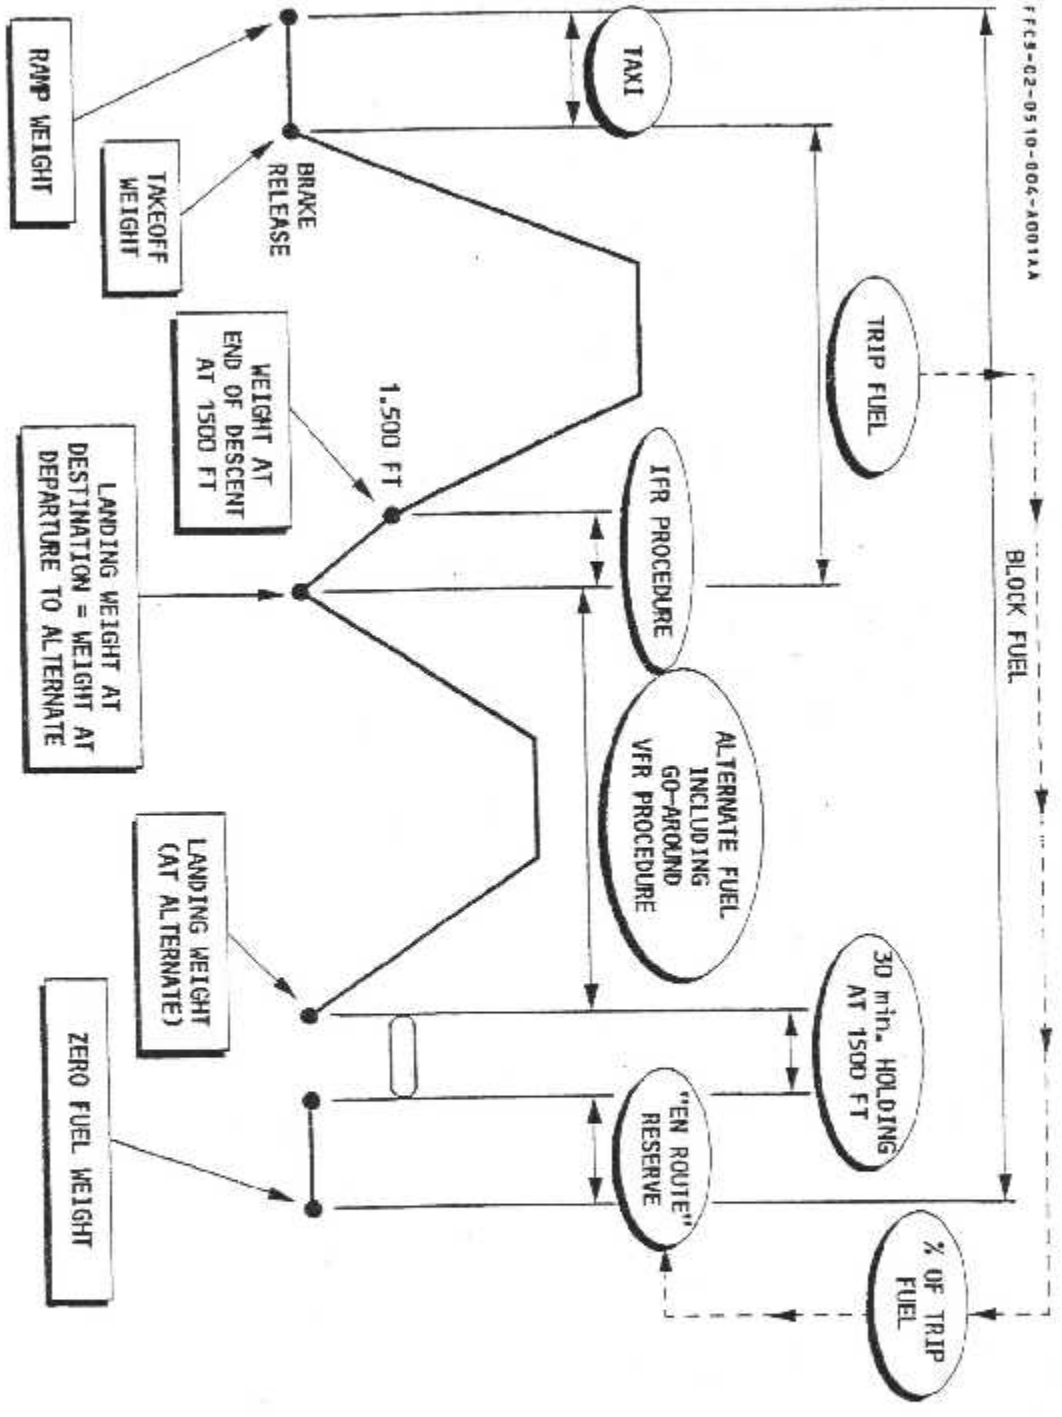 FFC5-02-0510-004-A001AA
BLOCK FUEL
TRIP FUEL
% OF TRIP
FUEL
30 min. HOLDING
AT 1500 FT
TAXI
IFR PROCEDURE
ALTERNATE FUEL
INCLUDING
GO-AROUND
VFR PROCEDURE
"EN ROUTE"
RESERVE
1.500 FT
BRAKE
RELEASE
WEIGHT AT
END OF DESCENT
AT 1500 FT
LANDING WEIGHT
(AT ALTERNATE)
TAKEOFF
WEIGHT
RAMP WEIGHT
LANDING WEIGHT AT
DESTINATION = WEIGHT AT
DEPARTURE TO ALTERNATE
ZERO FUEL WEIGHT